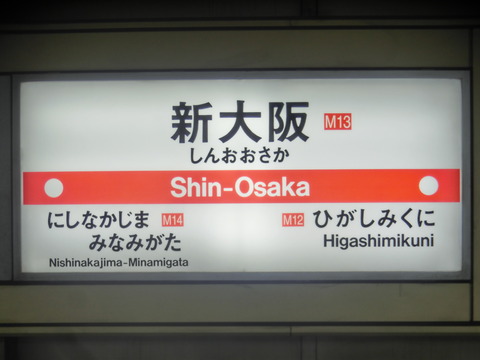 新大阪 M13
しんおおさか
Shin-Osaka
にしなかじま M14
みなみがた
Nishinakajima-Minamigata
M12 ひがしみくに
Higashimikuni